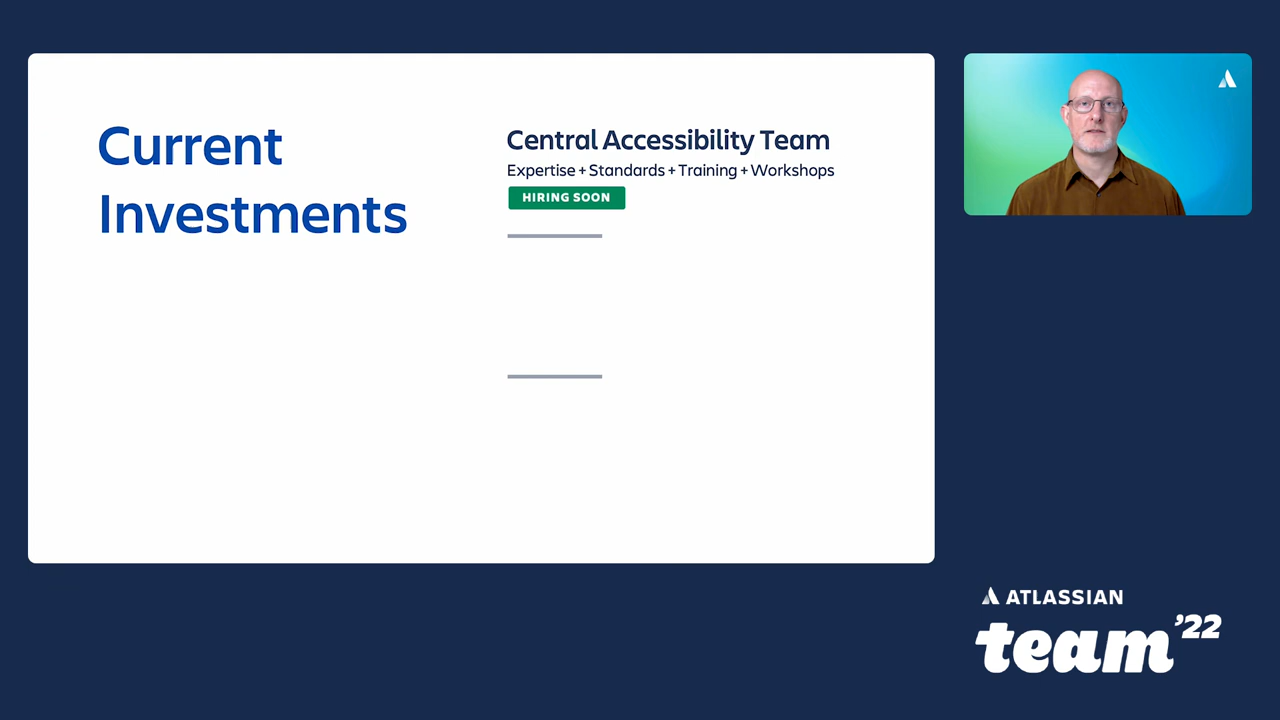 Current
Investments
Central Accessibility Team
Expertise + Standards + Training + Workshops
HIRING SOON
ATLASSIAN
team '22